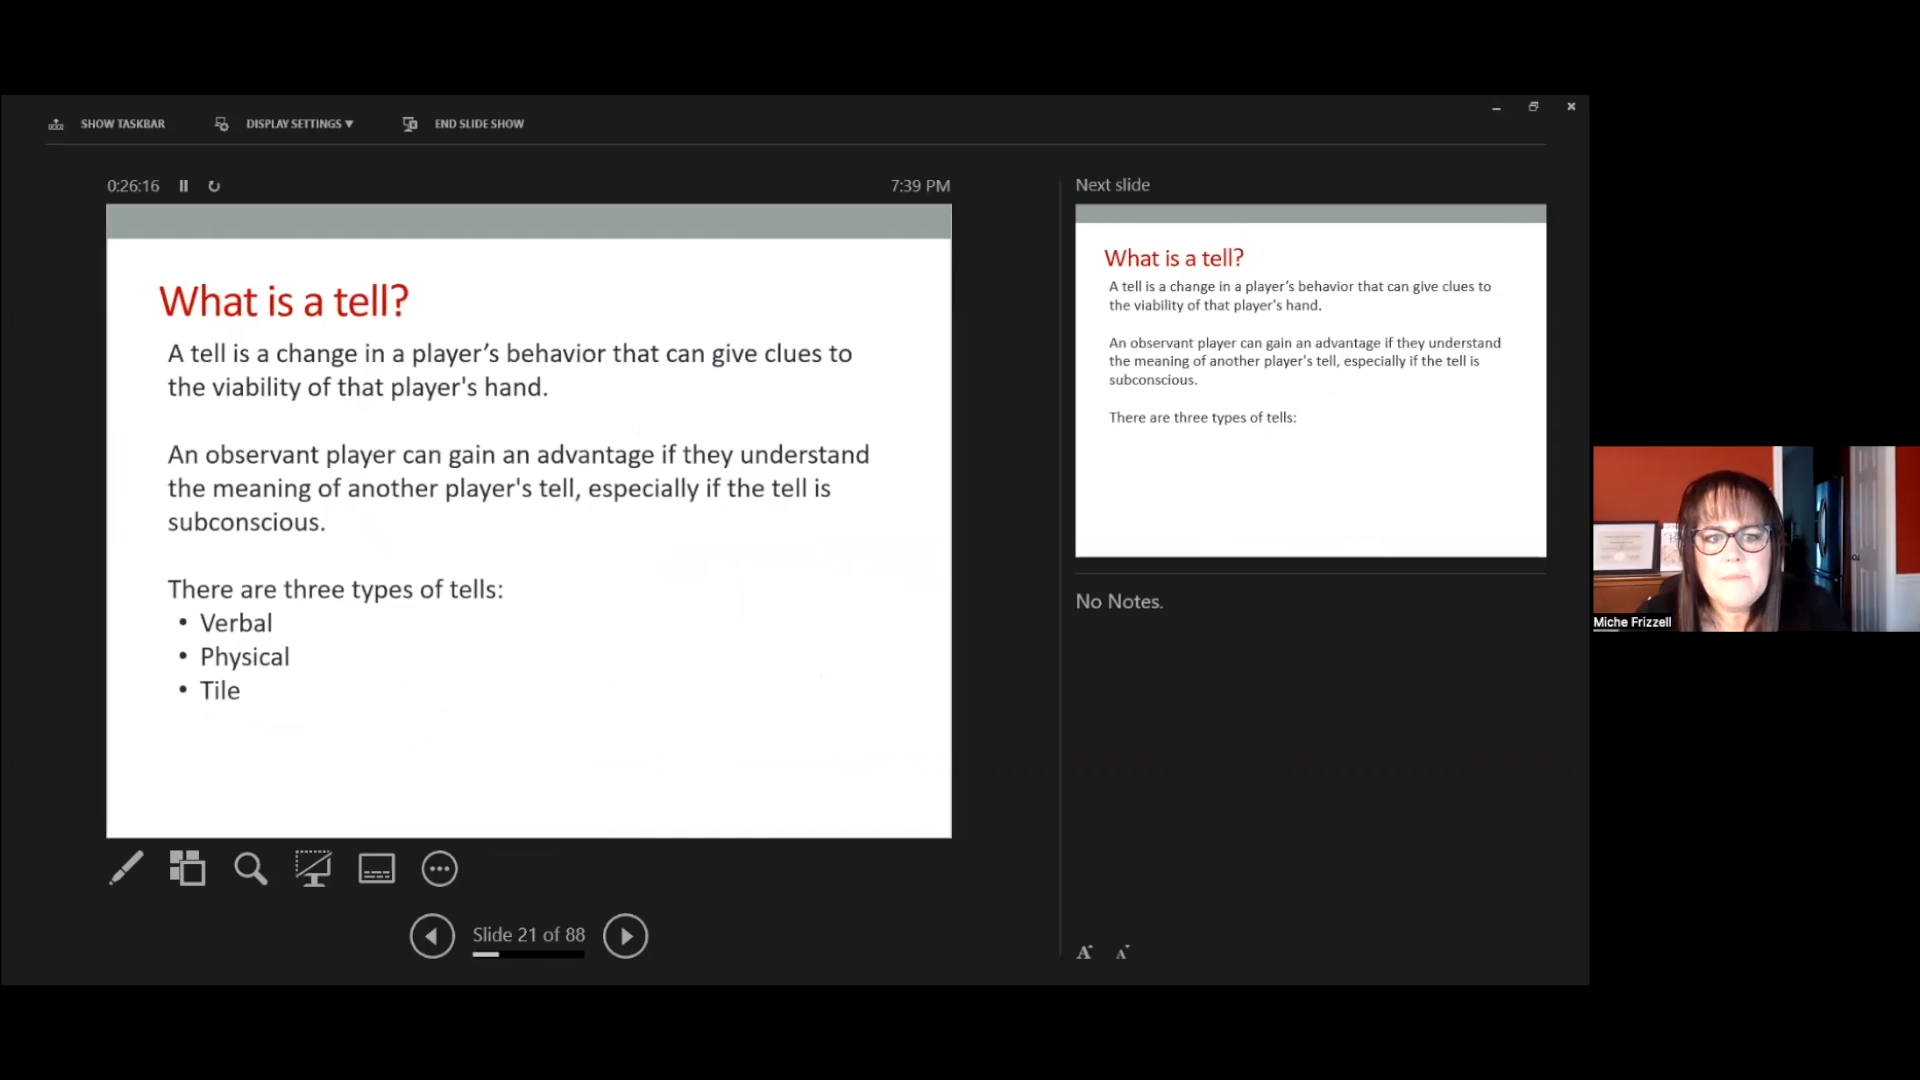 SHOW TASKBAR
DISPLAY SETTINGS ▼
END SLIDE SHOW
0:26:16
7:39 PM
What is a tell?
A tell is a change in a player’s behavior that can give clues to
the viability of that player's hand.
An observant player can gain an advantage if they understand
the meaning of another player's tell, especially if the tell is
subconscious.
There are three types of tells:
• Verbal
• Physical
• Tile
Slide 21 of 88
Next slide
What is a tell?
A tell is a change in a player’s behavior that can give clues to
the viability of that player's hand.
An observant player can gain an advantage if they understand
the meaning of another player's tell, especially if the tell is
subconscious.
There are three types of tells:
No Notes.
A A
Miche Frizzell